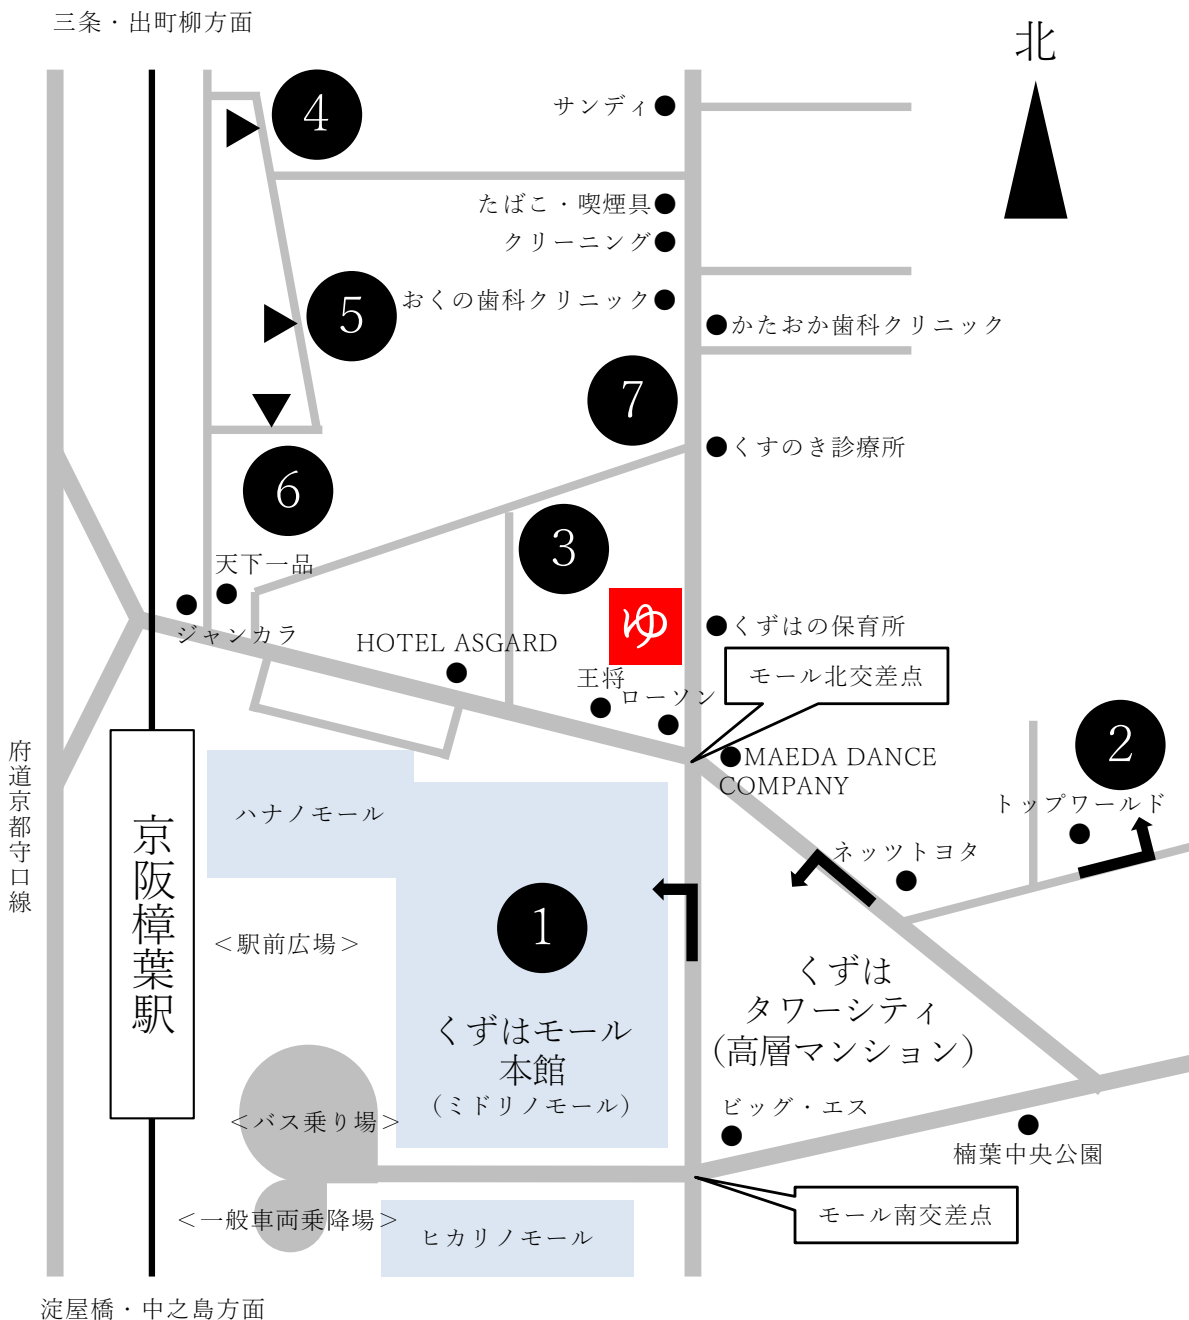 三条・出町柳方面
北
4
サンディ
たばこ・喫煙具
クリーニング
おくの歯科クリニック
5
かたおか歯科クリニック
7
くすのき診療所
6
3
天下一品
ジャンカラ
HOTEL ASGARD
ゆ
くずはの保育所
王将
ローソン
モール北交差点
MAEDA DANCE
COMPANY
2
トップワールド
ネッツトヨタ
府道京都守口線
京阪樟葉駅
ハナノモール
1
＜駅前広場＞
くずはモール
本館
（ミドリノモール）
くずは
タワーシティ
（高層マンション）
＜バス乗り場＞
ビッグ・エス
楠葉中央公園
＜一般車両乗降場＞
ヒカリノモール
モール南交差点
淀屋橋・中之島方面